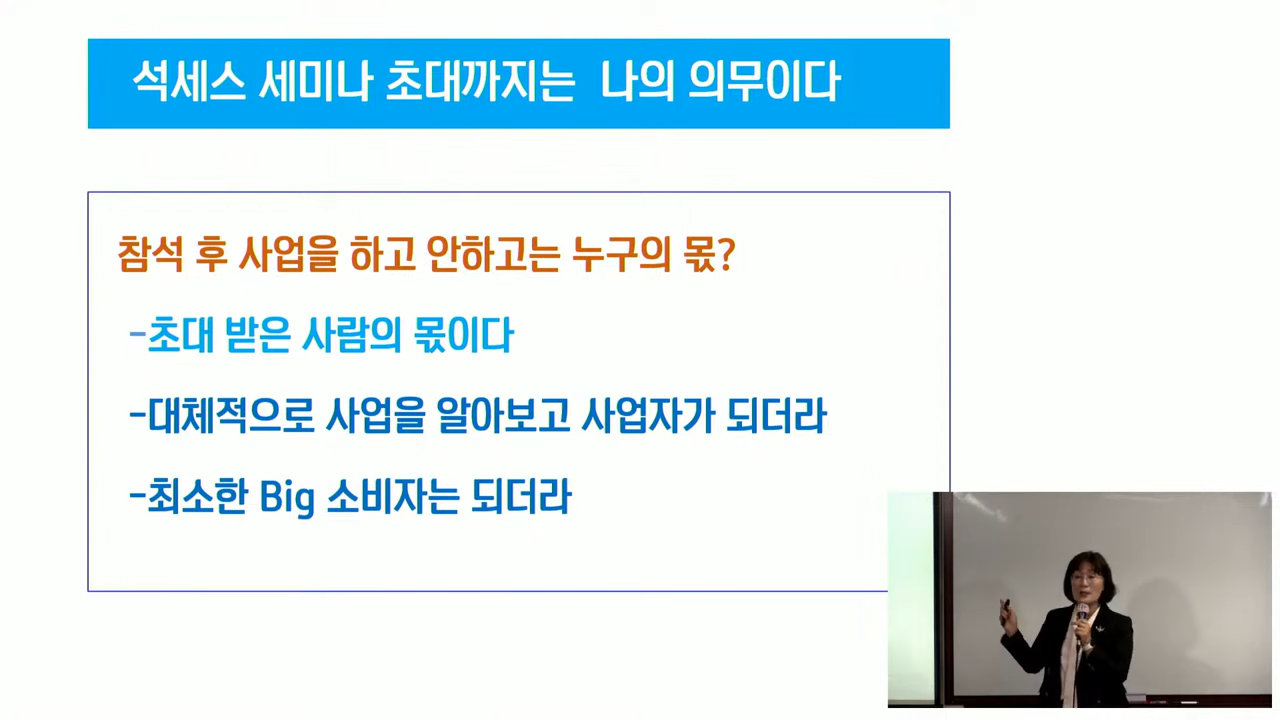 석세스 세미나 초대까지는 나의 의무이다
참석 후 사업을 하고 안하고는 누구의 몫?
-초대 받은 사람의 몫이다
-대체적으로 사업을 알아보고 사업자가 되더라
-최소한 Big 소비자는 되더라